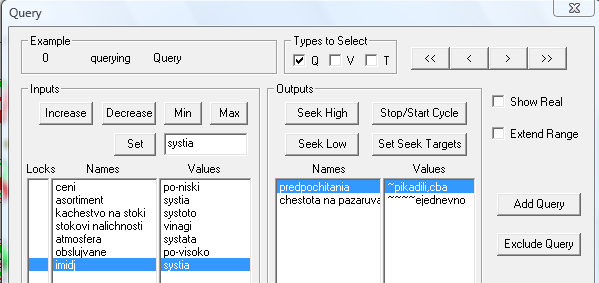 Query
Example
0 querying Query
Types to Select
Q V T
<< < > >>
Inputs
Increase Decrease Min Max
Set systia
Locks Names Values
ceni po-niski
asortiment systia
kachestvo na stoki systoto
stokovi nalichnosti vinagi
atmosfera systata
obslujvane po-visoko
imidj systia
Outputs
Seek High Stop/Start Cycle
Seek Low Set Seek Targets
Names Values
predpochitania ~pikadili,cba
chestota na pazaruva ~~~~ejednevno
Show Real
Extend Range
Add Query
Exclude Query